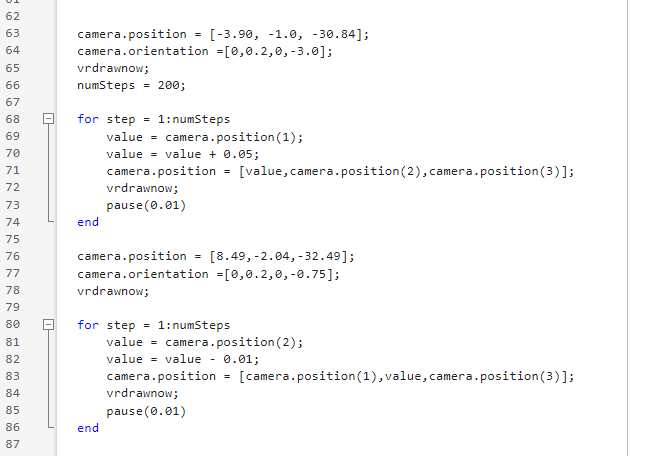 61
62
63 camera.position = [-3.90, -1.0, -30.84];
64 camera.orientation =[0,0.2,0,-3.0];
65 vrdrawnow;
66 numSteps = 200;
67
68 for step = 1:numSteps
69 value = camera.position(1);
70 value = value + 0.05;
71 camera.position = [value,camera.position(2),camera.position(3)];
72 vrdrawnow;
73 pause(0.01)
74 end
75
76 camera.position = [8.49,-2.04,-32.49];
77 camera.orientation =[0,0.2,0,-0.75];
78 vrdrawnow;
79
80 for step = 1:numSteps
81 value = camera.position(2);
82 value = value - 0.01;
83 camera.position = [camera.position(1),value,camera.position(3)];
84 vrdrawnow;
85 pause(0.01)
86 end
87